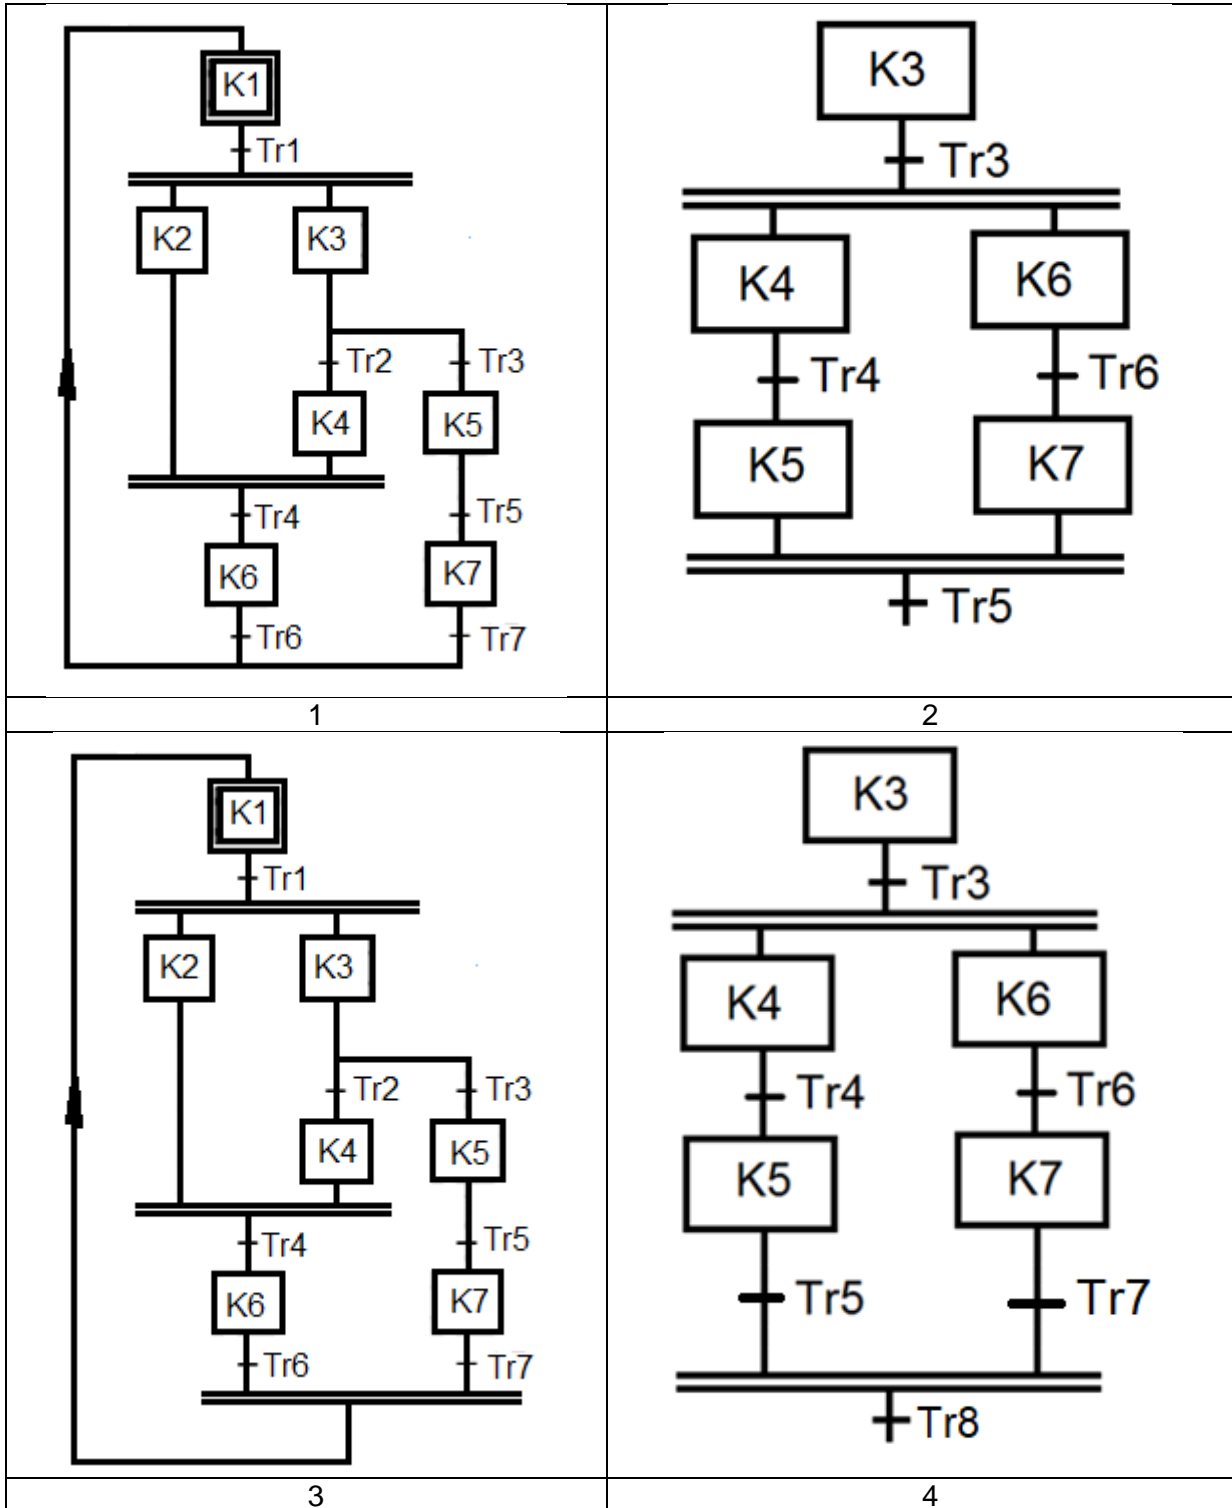 K1
Tr1
K2 K3
Tr2 Tr3
K4 K5
Tr4 Tr5
K6 K7
Tr6 Tr7
1
K3
Tr3
K4 K6
Tr4 Tr6
K5 K7
Tr5
2
K1
Tr1
K2 K3
Tr2 Tr3
K4 K5
Tr4 Tr5
K6 K7
Tr6 Tr7
3
K3
Tr3
K4 K6
Tr4 Tr6
K5 K7
Tr5 Tr7
Tr8
4